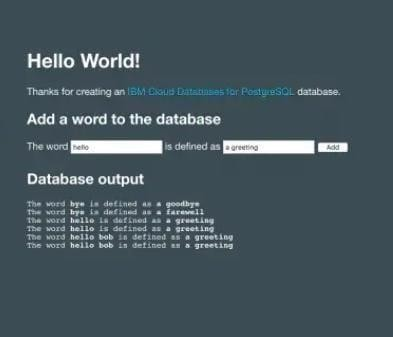 Hello World!
Thanks for creating an IBM Cloud Databases for PostgreSQL database.
Add a word to the database
The word hello is defined as a greeting Add
Database output
The word bye is defined as a goodbye
The word bye is defined as a farewell
The word hello is defined as a greeting
The word hello is defined as a greeting
The word hello bob is defined as a greeting
The word hello bob is defined as a greeting